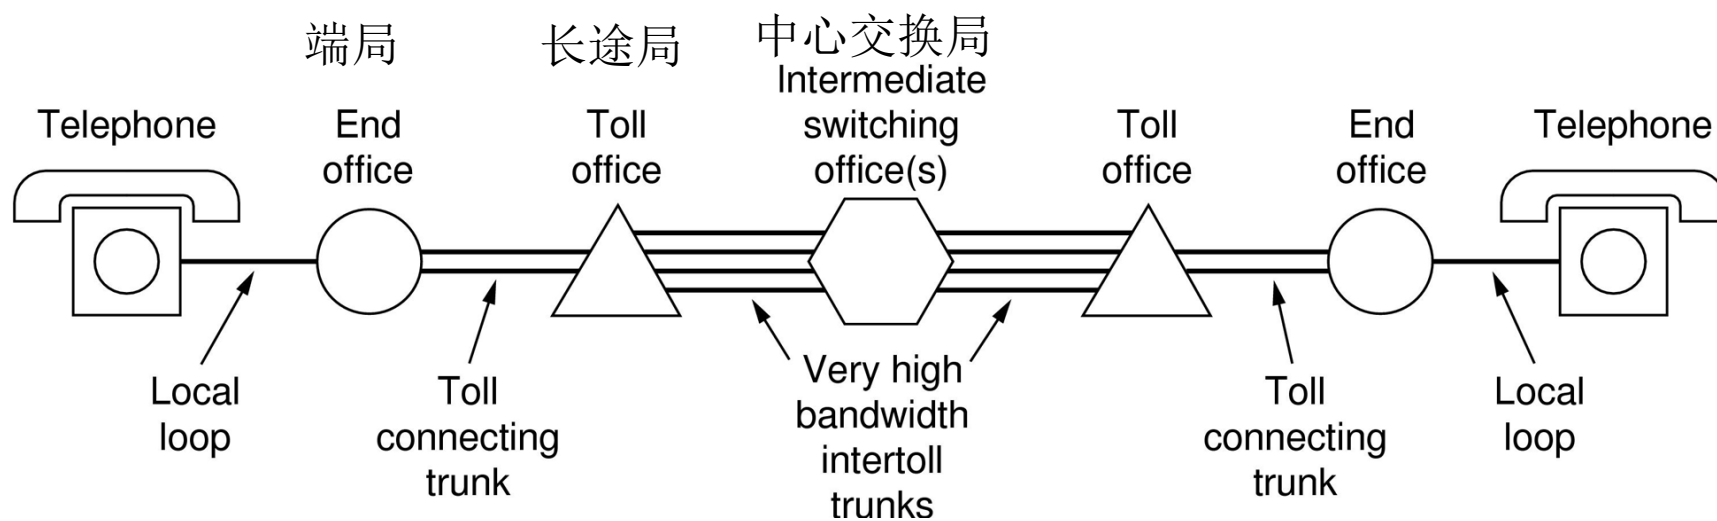 端局
长途局
中心交换局
Telephone
End
office
Toll
office
Intermediate
switching
office(s)
Toll
office
End
office
Telephone
Local
loop
Toll
connecting
trunk
Very high
bandwidth
intertoll
trunks
Toll
connecting
trunk
Local
loop